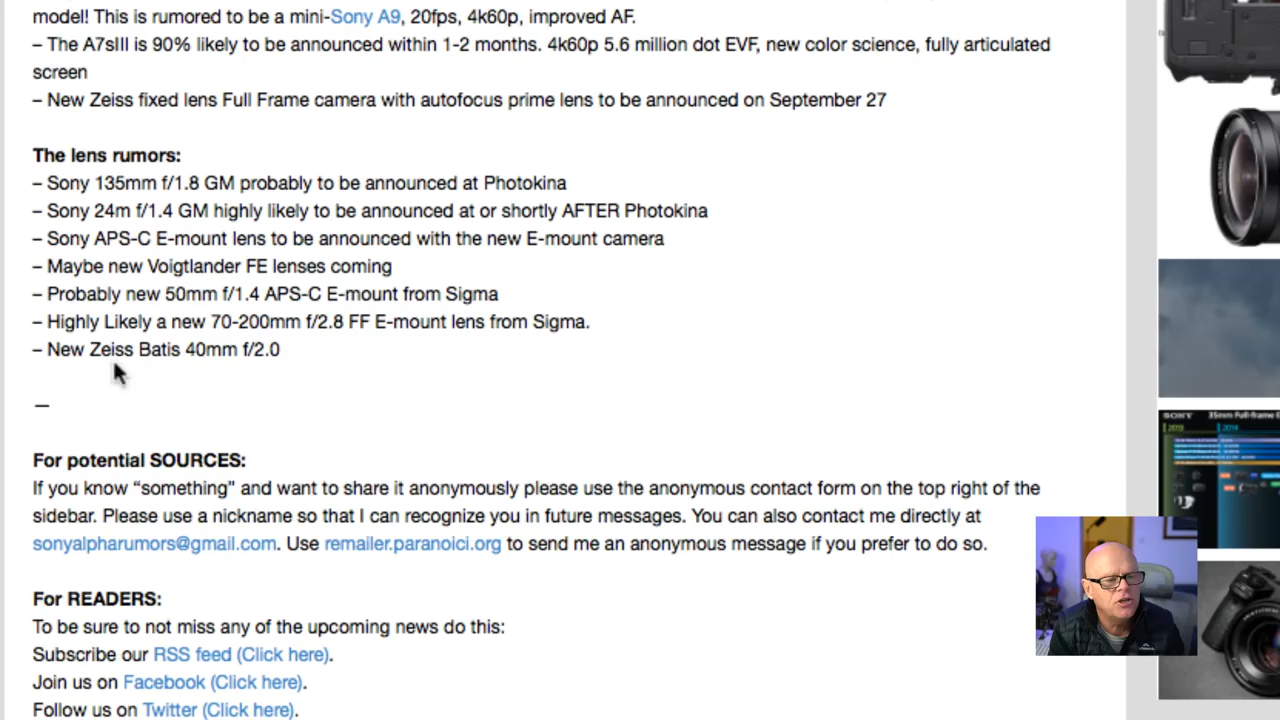 model! This is rumored to be a mini-Sony A9, 20fps, 4k60p, improved AF.
– The A7sIII is 90% likely to be announced within 1-2 months. 4k60p 5.6 million dot EVF, new color science, fully articulated
screen
– New Zeiss fixed lens Full Frame camera with autofocus prime lens to be announced on September 27
The lens rumors:
– Sony 135mm f/1.8 GM probably to be announced at Photokina
– Sony 24m f/1.4 GM highly likely to be announced at or shortly AFTER Photokina
– Sony APS-C E-mount lens to be announced with the new E-mount camera
– Maybe new Voigtlander FE lenses coming
– Probably new 50mm f/1.4 APS-C E-mount from Sigma
– Highly Likely a new 70-200mm f/2.8 FF E-mount lens from Sigma.
– New Zeiss Batis 40mm f/2.0
—
For potential SOURCES:
If you know “something” and want to share it anonymously please use the anonymous contact form on the top right of the
sidebar. Please use a nickname so that I can recognize you in future messages. You can also contact me directly at
sonyalpharumors@gmail.com. Use remailer.paranoici.org to send me an anonymous message if you prefer to do so.
For READERS:
To be sure to not miss any of the upcoming news do this:
Subscribe our RSS feed (Click here).
Join us on Facebook (Click here).
Follow us on Twitter (Click here).
SONY 35mm Full-frame
2013 2014